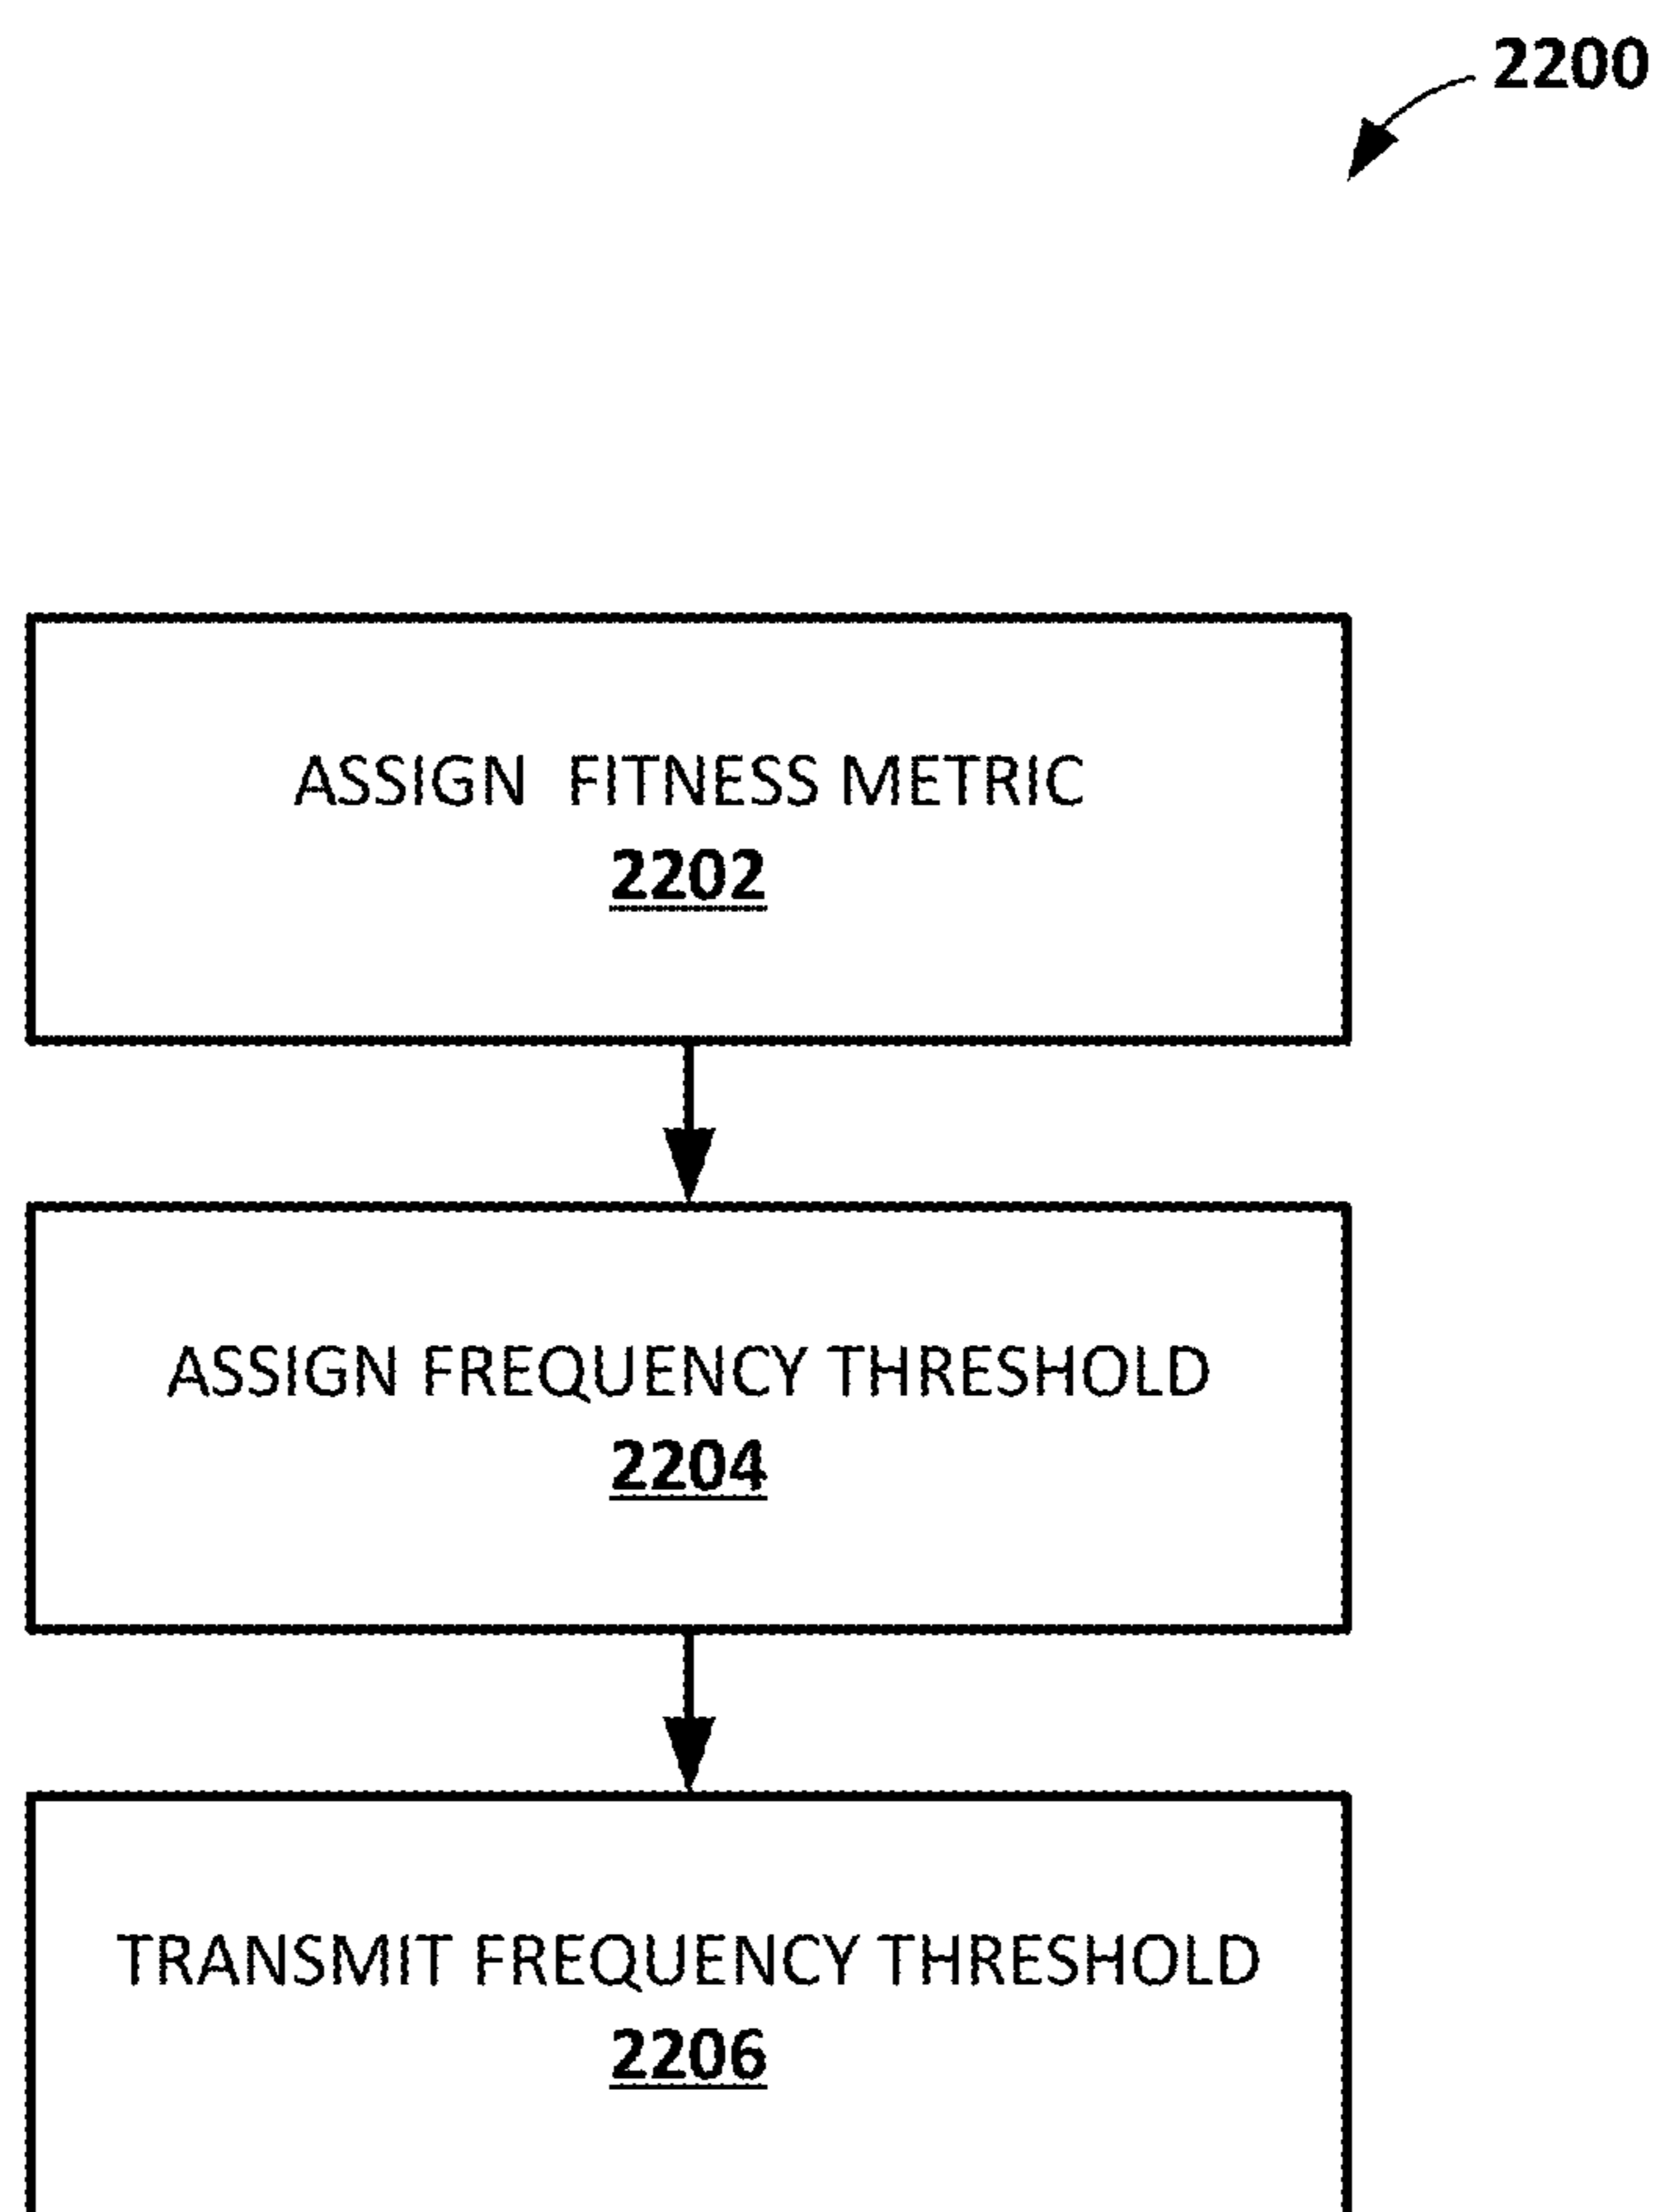 2200
ASSIGN  FITNESS METRIC
2202
ASSIGN FREQUENCY THRESHOLD
2204
TRANSMIT FREQUENCY THRESHOLD
2206